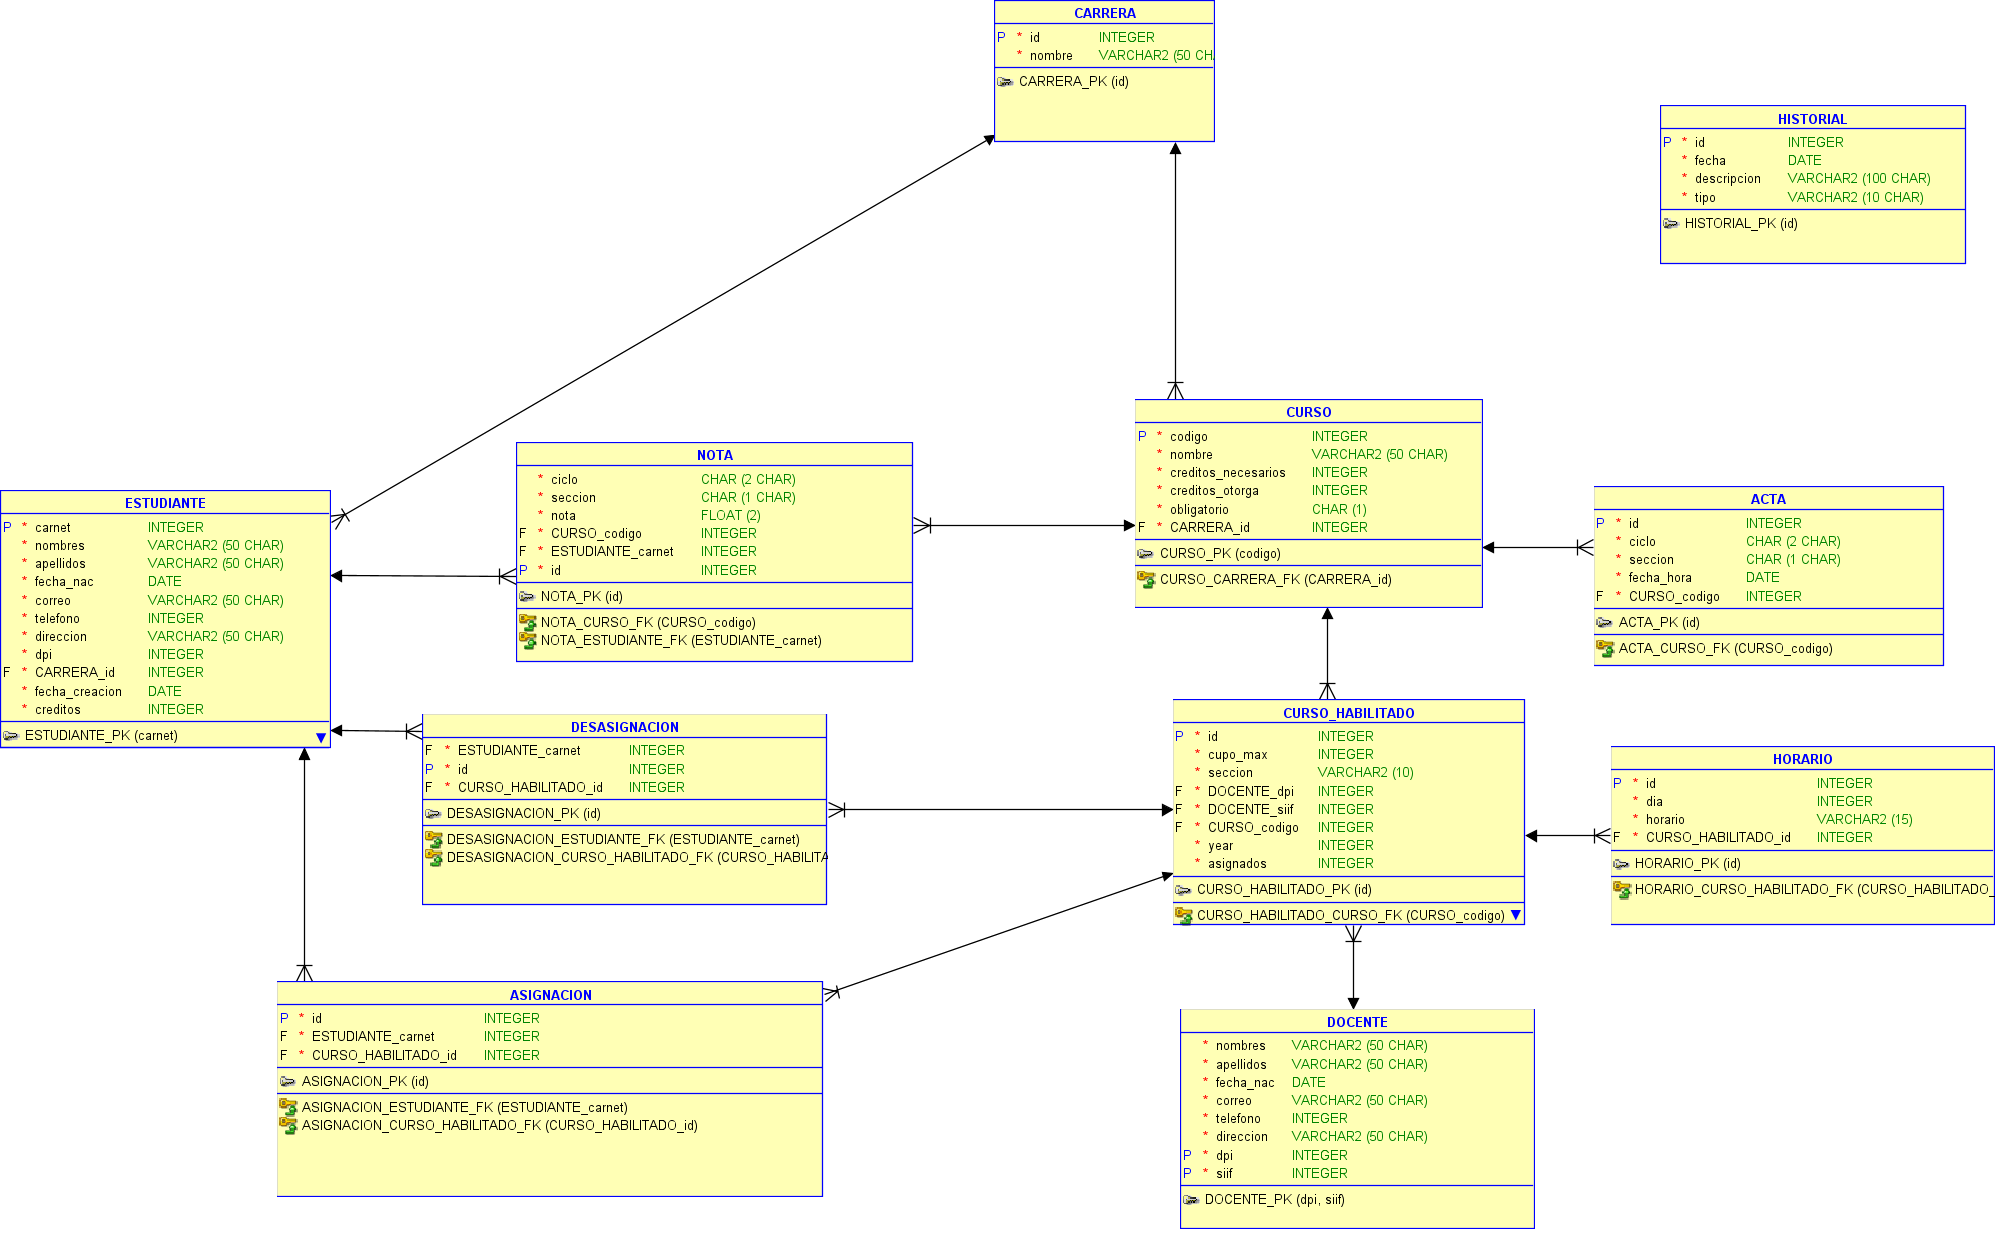 CARRERA
P * id INTEGER
* nombre VARCHAR2 (50 CH
CARRERA_PK (id)
HISTORIAL
P * id INTEGER
* fecha DATE
* descripcion VARCHAR2 (100 CHAR)
* tipo VARCHAR2 (10 CHAR)
HISTORIAL_PK (id)
CURSO
P * codigo INTEGER
* nombre VARCHAR2 (50 CHAR)
* creditos_necesarios INTEGER
* creditos_otorga INTEGER
* obligatorio CHAR (1)
F * CARRERA_id INTEGER
CURSO_PK (codigo)
CURSO_CARRERA_FK (CARRERA_id)
NOTA
* ciclo CHAR (2 CHAR)
* seccion CHAR (1 CHAR)
* nota FLOAT (2)
F * CURSO_codigo INTEGER
F * ESTUDIANTE_carnet INTEGER
P * id INTEGER
NOTA_PK (id)
NOTA_CURSO_FK (CURSO_codigo)
NOTA_ESTUDIANTE_FK (ESTUDIANTE_carnet)
ACTA
P * id INTEGER
* ciclo CHAR (2 CHAR)
* seccion CHAR (1 CHAR)
* fecha_hora DATE
F * CURSO_codigo INTEGER
ACTA_PK (id)
ACTA_CURSO_FK (CURSO_codigo)
ESTUDIANTE
P * carnet INTEGER
* nombres VARCHAR2 (50 CHAR)
* apellidos VARCHAR2 (50 CHAR)
* fecha_nac DATE
* correo VARCHAR2 (50 CHAR)
* telefono INTEGER
* direccion VARCHAR2 (50 CHAR)
* dpi INTEGER
F * CARRERA_id INTEGER
* fecha_creacion DATE
* creditos INTEGER
ESTUDIANTE_PK (carnet)
DESASIGNACION
F * ESTUDIANTE_carnet INTEGER
P * id INTEGER
F * CURSO_HABILITADO_id INTEGER
DESASIGNACION_PK (id)
DESASIGNACION_ESTUDIANTE_FK (ESTUDIANTE_carnet)
DESASIGNACION_CURSO_HABILITADO_FK (CURSO_HABILITA
CURSO_HABILITADO
P * id INTEGER
* cupo_max INTEGER
* seccion VARCHAR2 (10)
F * DOCENTE_dpi INTEGER
F * DOCENTE_siif INTEGER
F * CURSO_codigo INTEGER
* year INTEGER
* asignados INTEGER
CURSO_HABILITADO_PK (id)
CURSO_HABILITADO_CURSO_FK (CURSO_codigo)
HORARIO
P * id INTEGER
* dia INTEGER
* horario VARCHAR2 (15)
F * CURSO_HABILITADO_id INTEGER
HORARIO_PK (id)
HORARIO_CURSO_HABILITADO_FK (CURSO_HABILITADO_
ASIGNACION
P * id INTEGER
F * ESTUDIANTE_carnet INTEGER
F * CURSO_HABILITADO_id INTEGER
ASIGNACION_PK (id)
ASIGNACION_ESTUDIANTE_FK (ESTUDIANTE_carnet)
ASIGNACION_CURSO_HABILITADO_FK (CURSO_HABILITADO_id)
DOCENTE
* nombres VARCHAR2 (50 CHAR)
* apellidos VARCHAR2 (50 CHAR)
* fecha_nac DATE
* correo VARCHAR2 (50 CHAR)
* telefono INTEGER
* direccion VARCHAR2 (50 CHAR)
P * dpi INTEGER
P * siif INTEGER
DOCENTE_PK (dpi, siif)